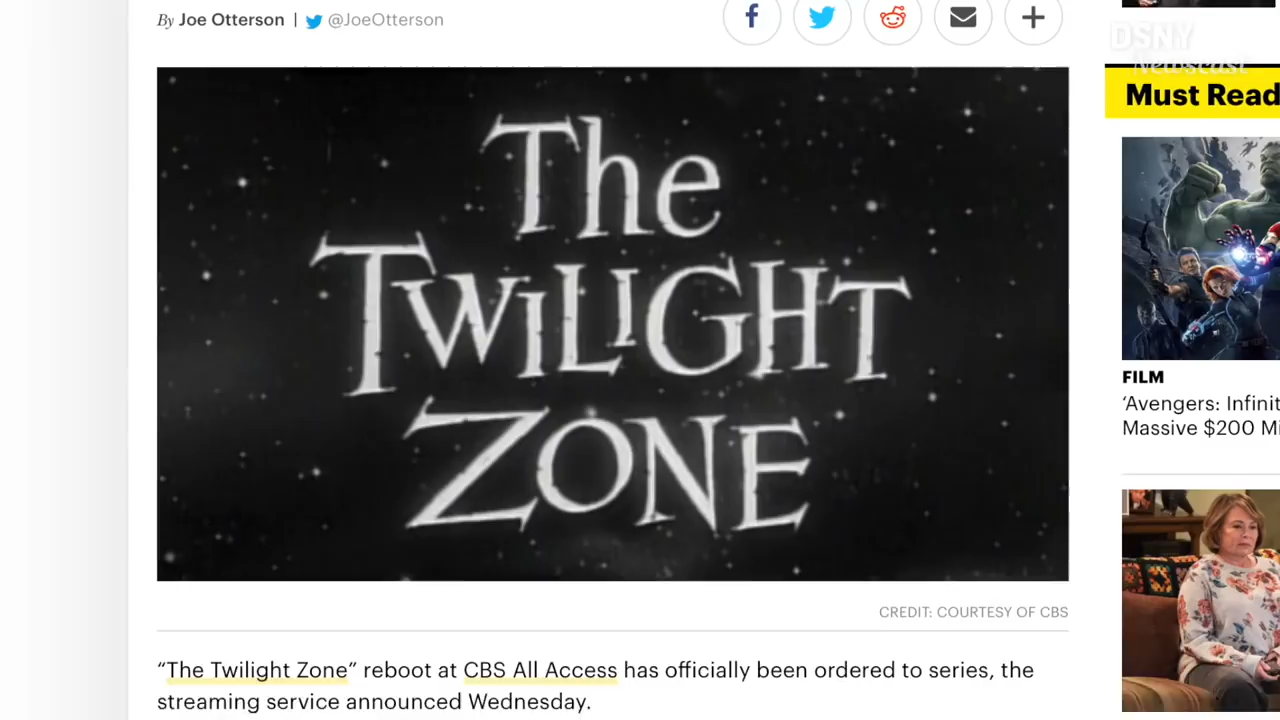 By Joe Otterson | @JoeOtterson
DSNY
Newscast
Must Read
The
TWILIGHT
ZONE
FILM
‘Avengers: Infinit
Massive $200 Mi
CREDIT: COURTESY OF CBS
“The Twilight Zone” reboot at CBS All Access has officially been ordered to series, the
streaming service announced Wednesday.